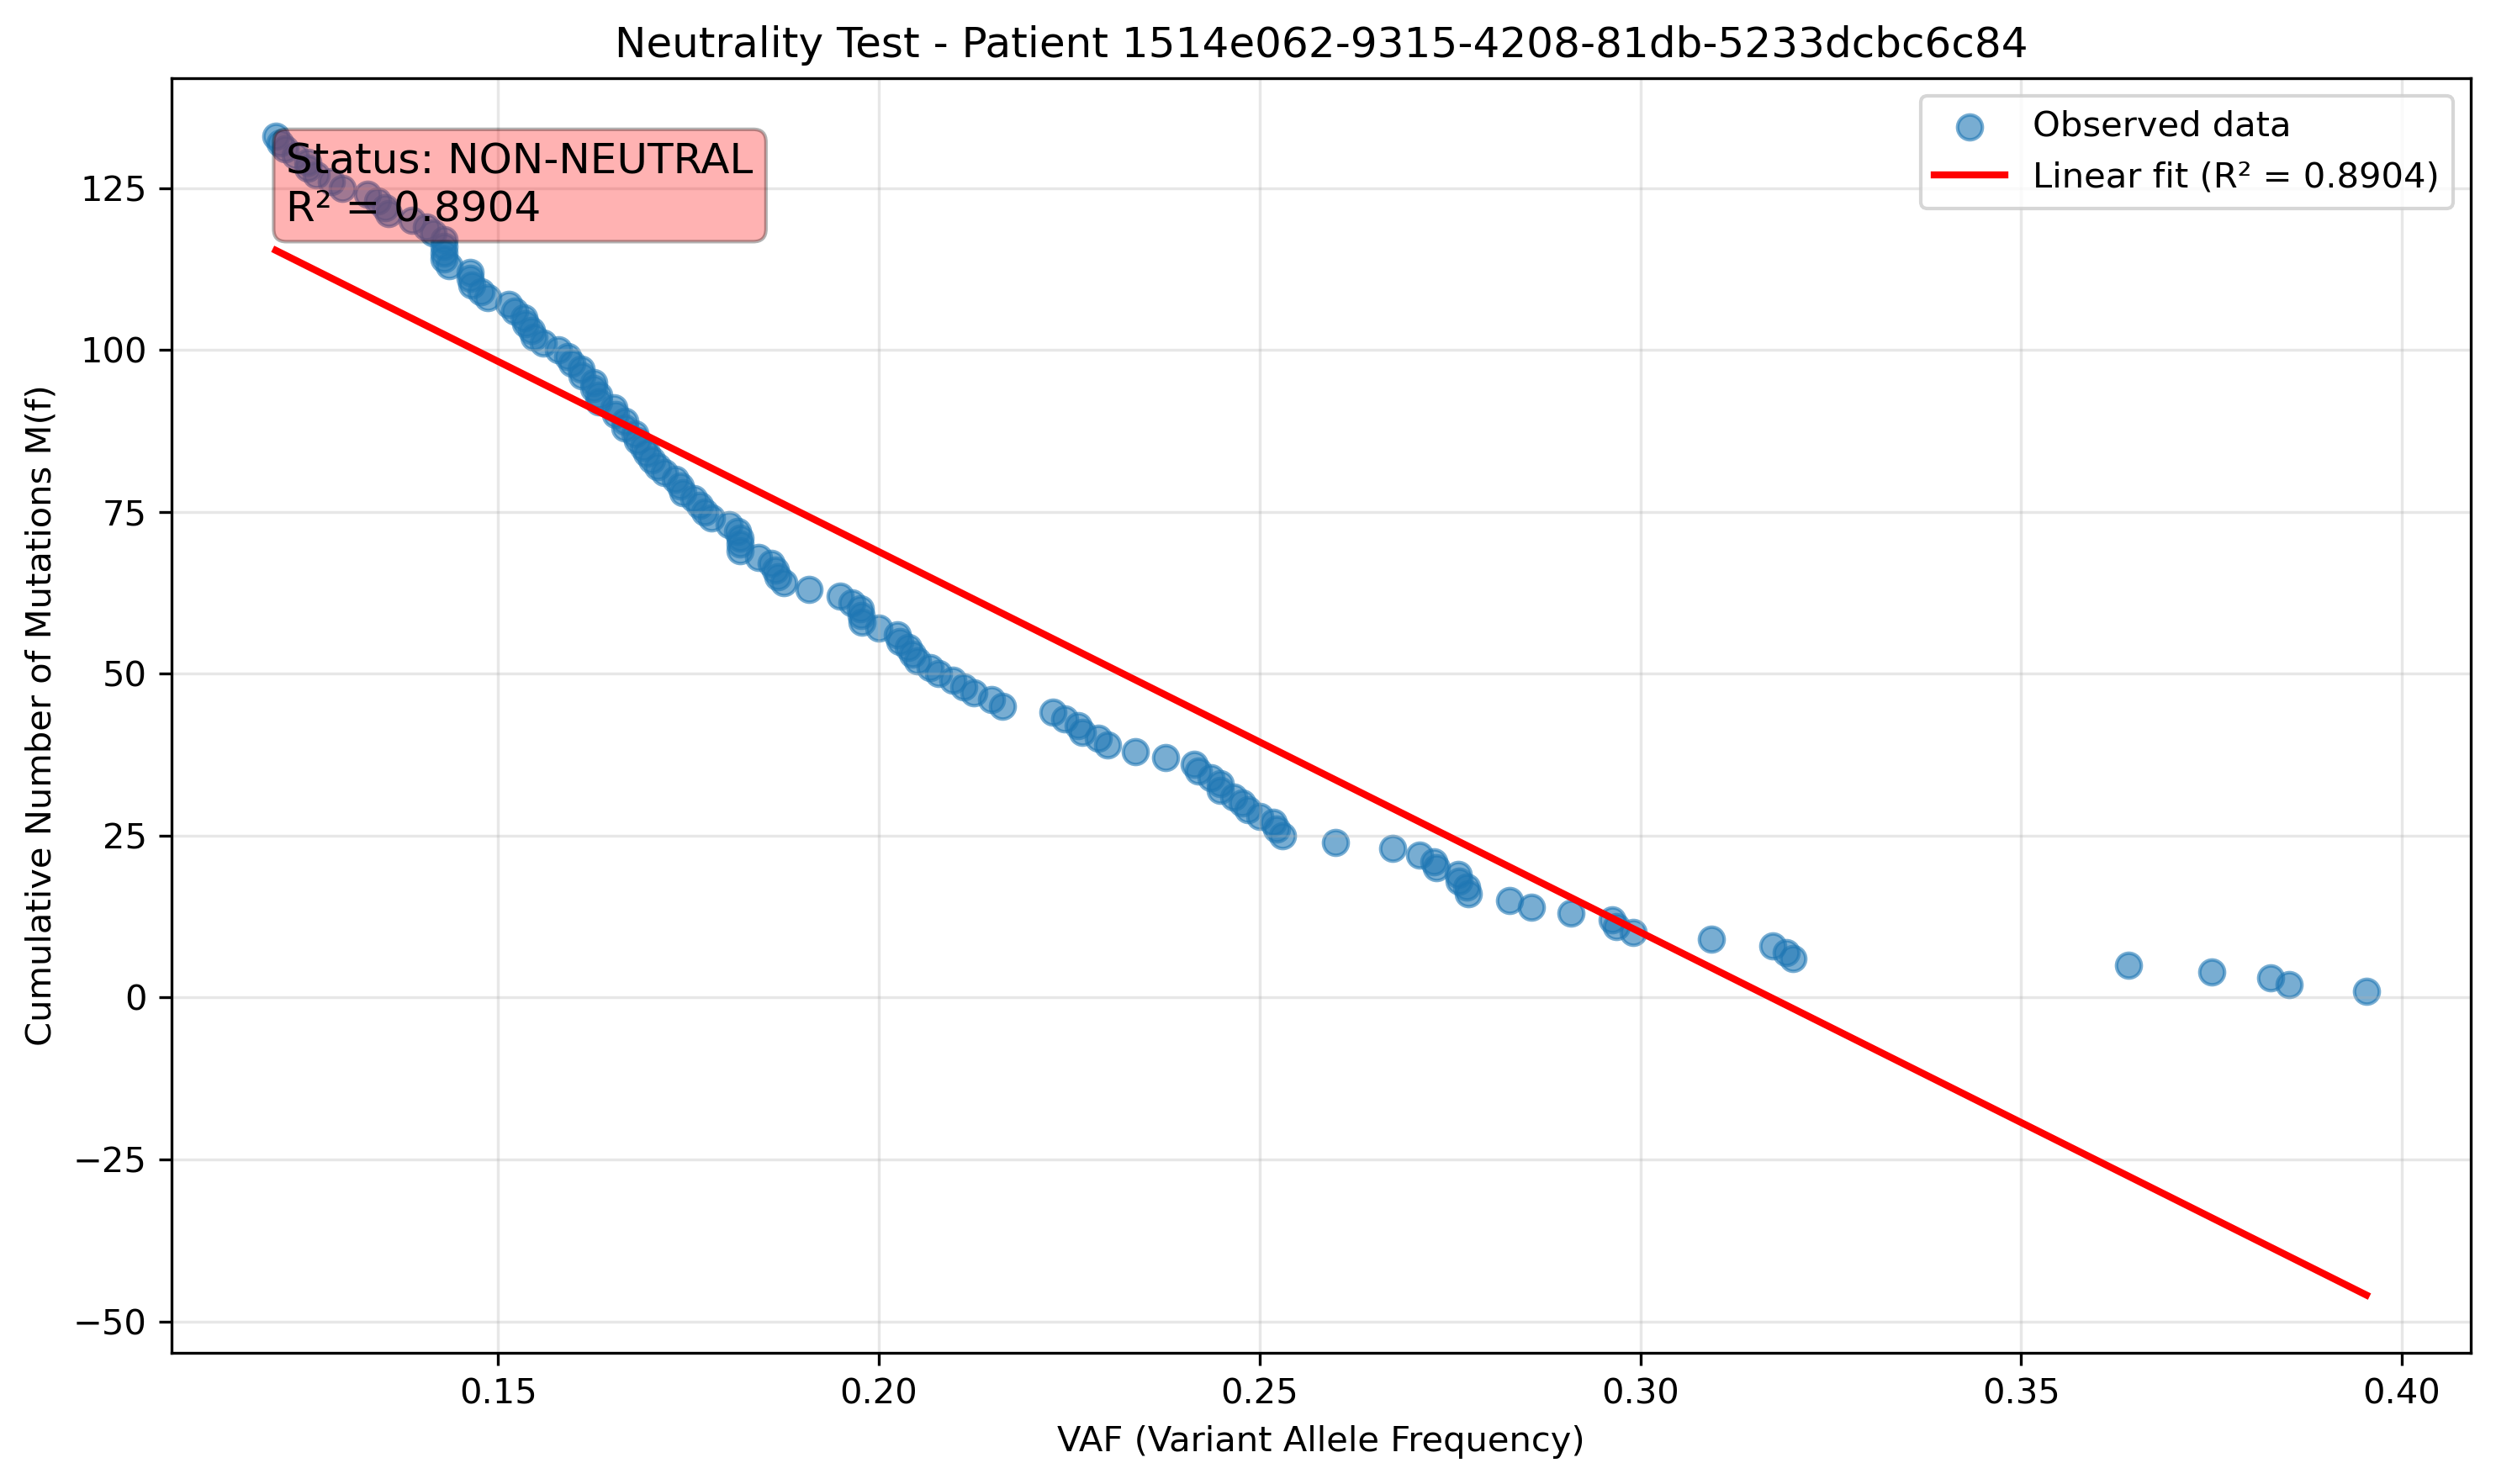 Neutrality Test - Patient 1514e062-9315-4208-81db-5233dcbc6c84
Status: NON-NEUTRAL
R² = 0.8904
Observed data
Linear fit (R² = 0.8904)
Cumulative Number of Mutations M(f)
125
100
75
50
25
0
−25
−50
0.15
0.20
0.25
0.30
0.35
0.40
VAF (Variant Allele Frequency)